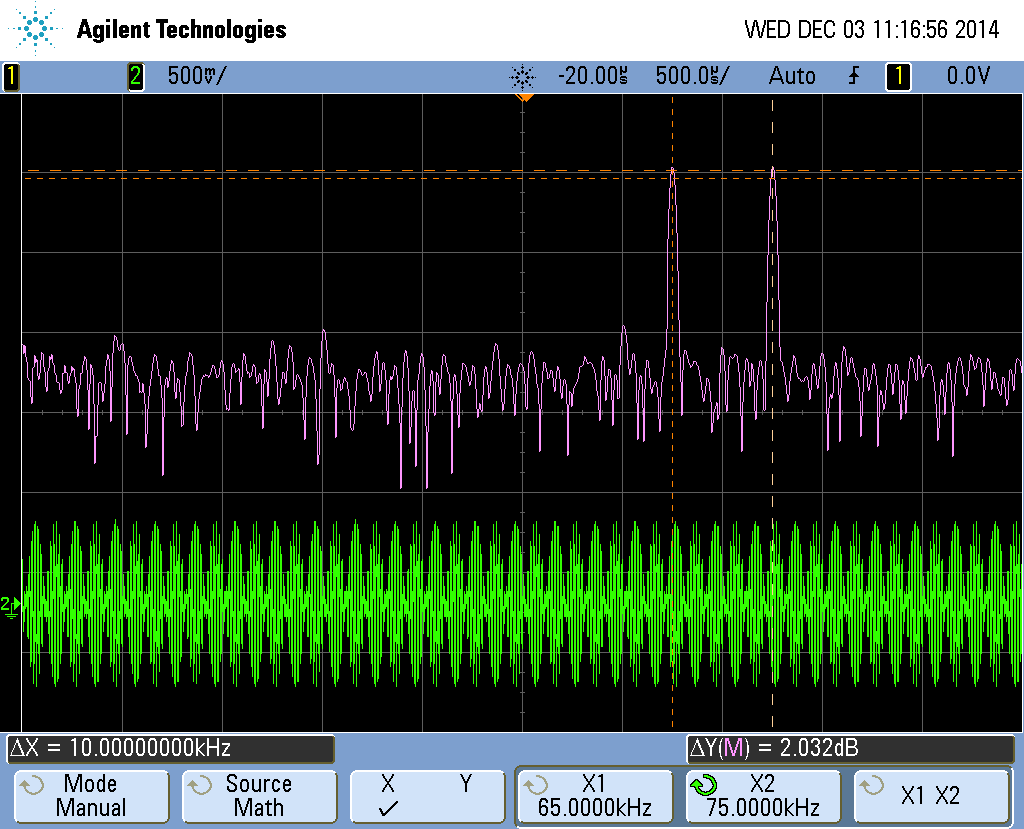 Agilent Technologies WED DEC 03 11:16:56 2014
1 2 500mV/ -20.00µs 500.0µs/ Auto 1 0.0V
2
ΔX = 10.00000000kHz ΔY(M) = 2.032dB
Mode Source X Y X1 X2 X1 X2
Manual Math ✓ 65.0000kHz 75.0000kHz